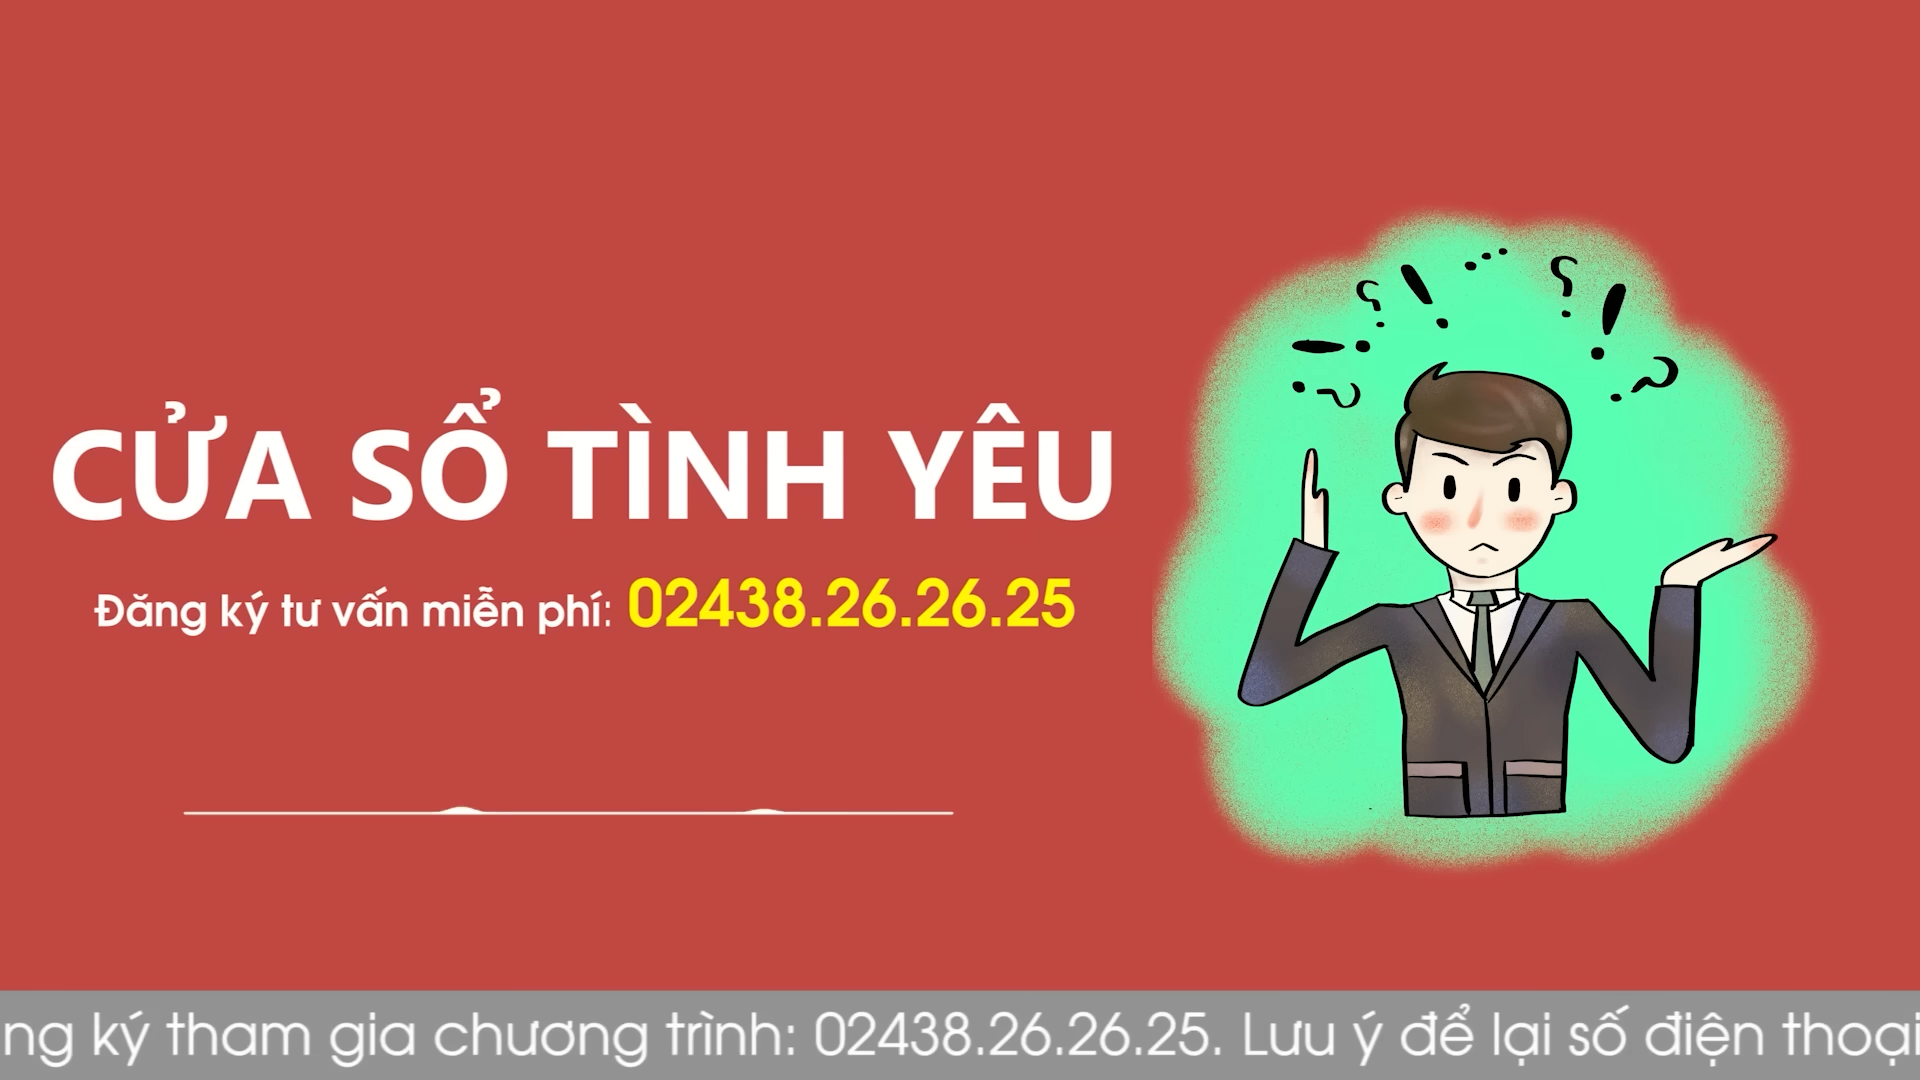 CỬA SỔ TÌNH YÊU
Đăng ký tư vấn miễn phí: 02438.26.26.25
ng ký tham gia chương trình: 02438.26.26.25. Lưu ý để lại số điện thoại